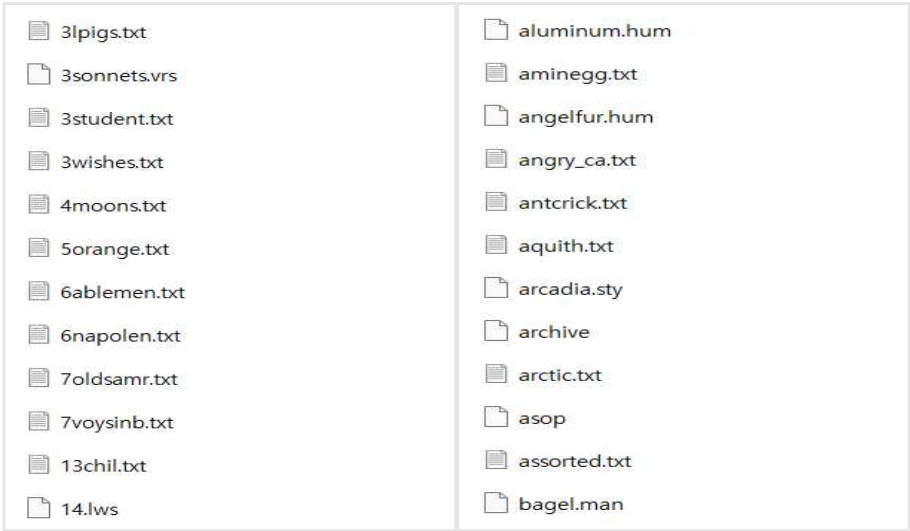 3lpigs.txt
3sonnets.vrs
3student.txt
3wishes.txt
4moons.txt
5orange.txt
6ablemen.txt
6napolen.txt
7oldsamr.txt
7voysinb.txt
13chil.txt
14.lws
aluminum.hum
aminegg.txt
angelfur.hum
angry_ca.txt
antcrick.txt
aquith.txt
arcadia.sty
archive
arctic.txt
asop
assorted.txt
bagel.man